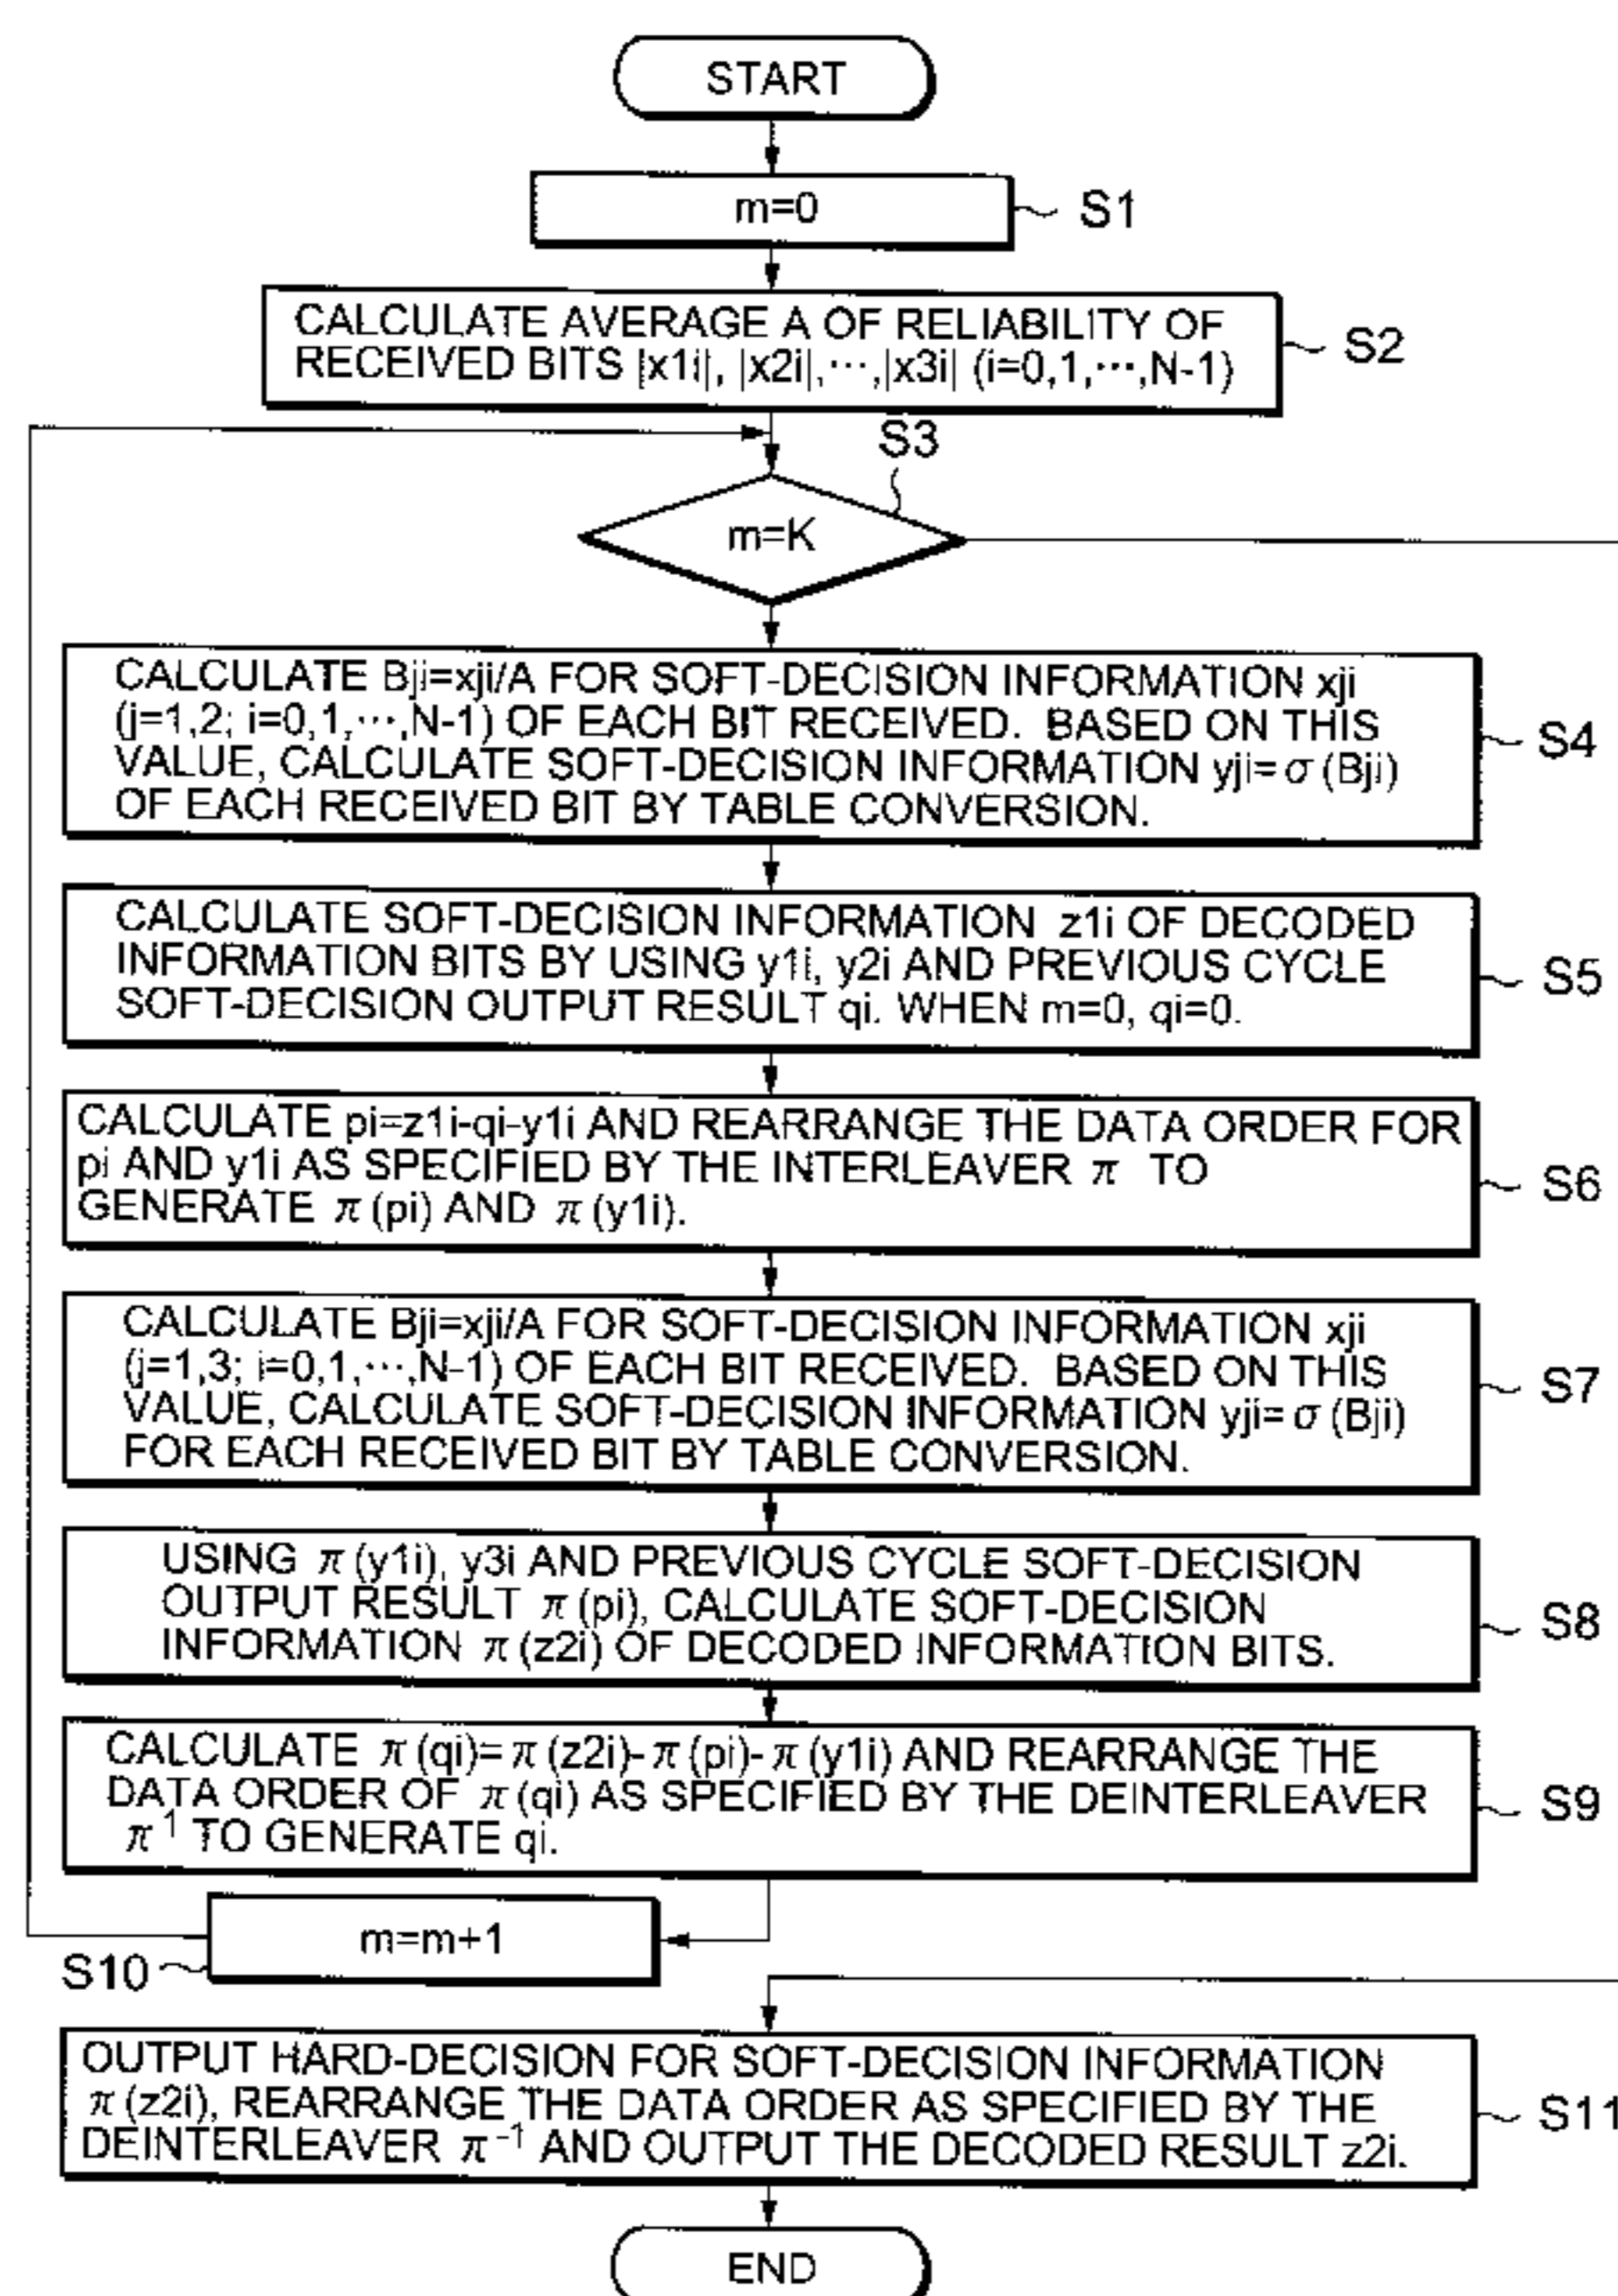 START
m=0
S1
CALCULATE AVERAGE A OF RELIABILITY OF
RECEIVED BITS |x1i|, |x2i|,⋯,|x3i| (i=0,1,⋯,N-1)
S2
S3
m=K
CALCULATE Bji=xji/A FOR SOFT-DECISION INFORMATION xji
(j=1,2; i=0,1,⋯,N-1) OF EACH BIT RECEIVED. BASED ON THIS
VALUE, CALCULATE SOFT-DECISION INFORMATION yji=σ(Bji)
OF EACH RECEIVED BIT BY TABLE CONVERSION.
S4
CALCULATE SOFT-DECISION INFORMATION z1i OF DECODED
INFORMATION BITS BY USING y1i, y2i AND PREVIOUS CYCLE
SOFT-DECISION OUTPUT RESULT qi. WHEN m=0, qi=0.
S5
CALCULATE pi=z1i-qi-y1i AND REARRANGE THE DATA ORDER FOR
pi AND y1i AS SPECIFIED BY THE INTERLEAVER π TO
GENERATE π(pi) AND π(y1i).
S6
CALCULATE Bji=xji/A FOR SOFT-DECISION INFORMATION xji
(j=1,3; i=0,1,⋯,N-1) OF EACH BIT RECEIVED. BASED ON THIS
VALUE, CALCULATE SOFT-DECISION INFORMATION yji=σ(Bji)
FOR EACH RECEIVED BIT BY TABLE CONVERSION.
S7
USING π(y1i), y3i AND PREVIOUS CYCLE SOFT-DECISION
OUTPUT RESULT π(pi), CALCULATE SOFT-DECISION
INFORMATION π(z2i) OF DECODED INFORMATION BITS.
S8
CALCULATE π(qi)=π(z2i)-π(pi)-π(y1i) AND REARRANGE THE
DATA ORDER OF π(qi) AS SPECIFIED BY THE DEINTERLEAVER
π¹ TO GENERATE qi.
S9
m=m+1
S10
OUTPUT HARD-DECISION FOR SOFT-DECISION INFORMATION
π(z2i), REARRANGE THE DATA ORDER AS SPECIFIED BY THE
DEINTERLEAVER π⁻¹ AND OUTPUT THE DECODED RESULT z2i.
S11
END